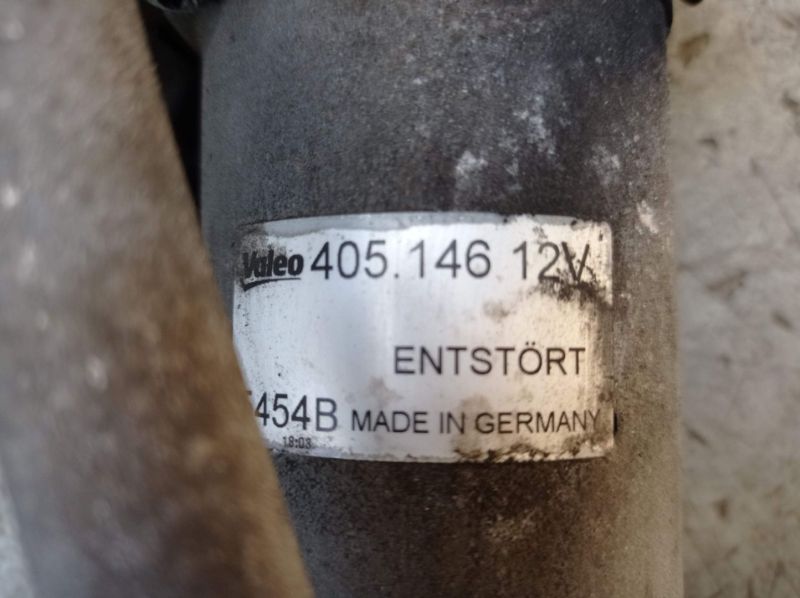 Valeo 405.146 12V
ENTSTÖRT
454B MADE IN GERMANY
18:03